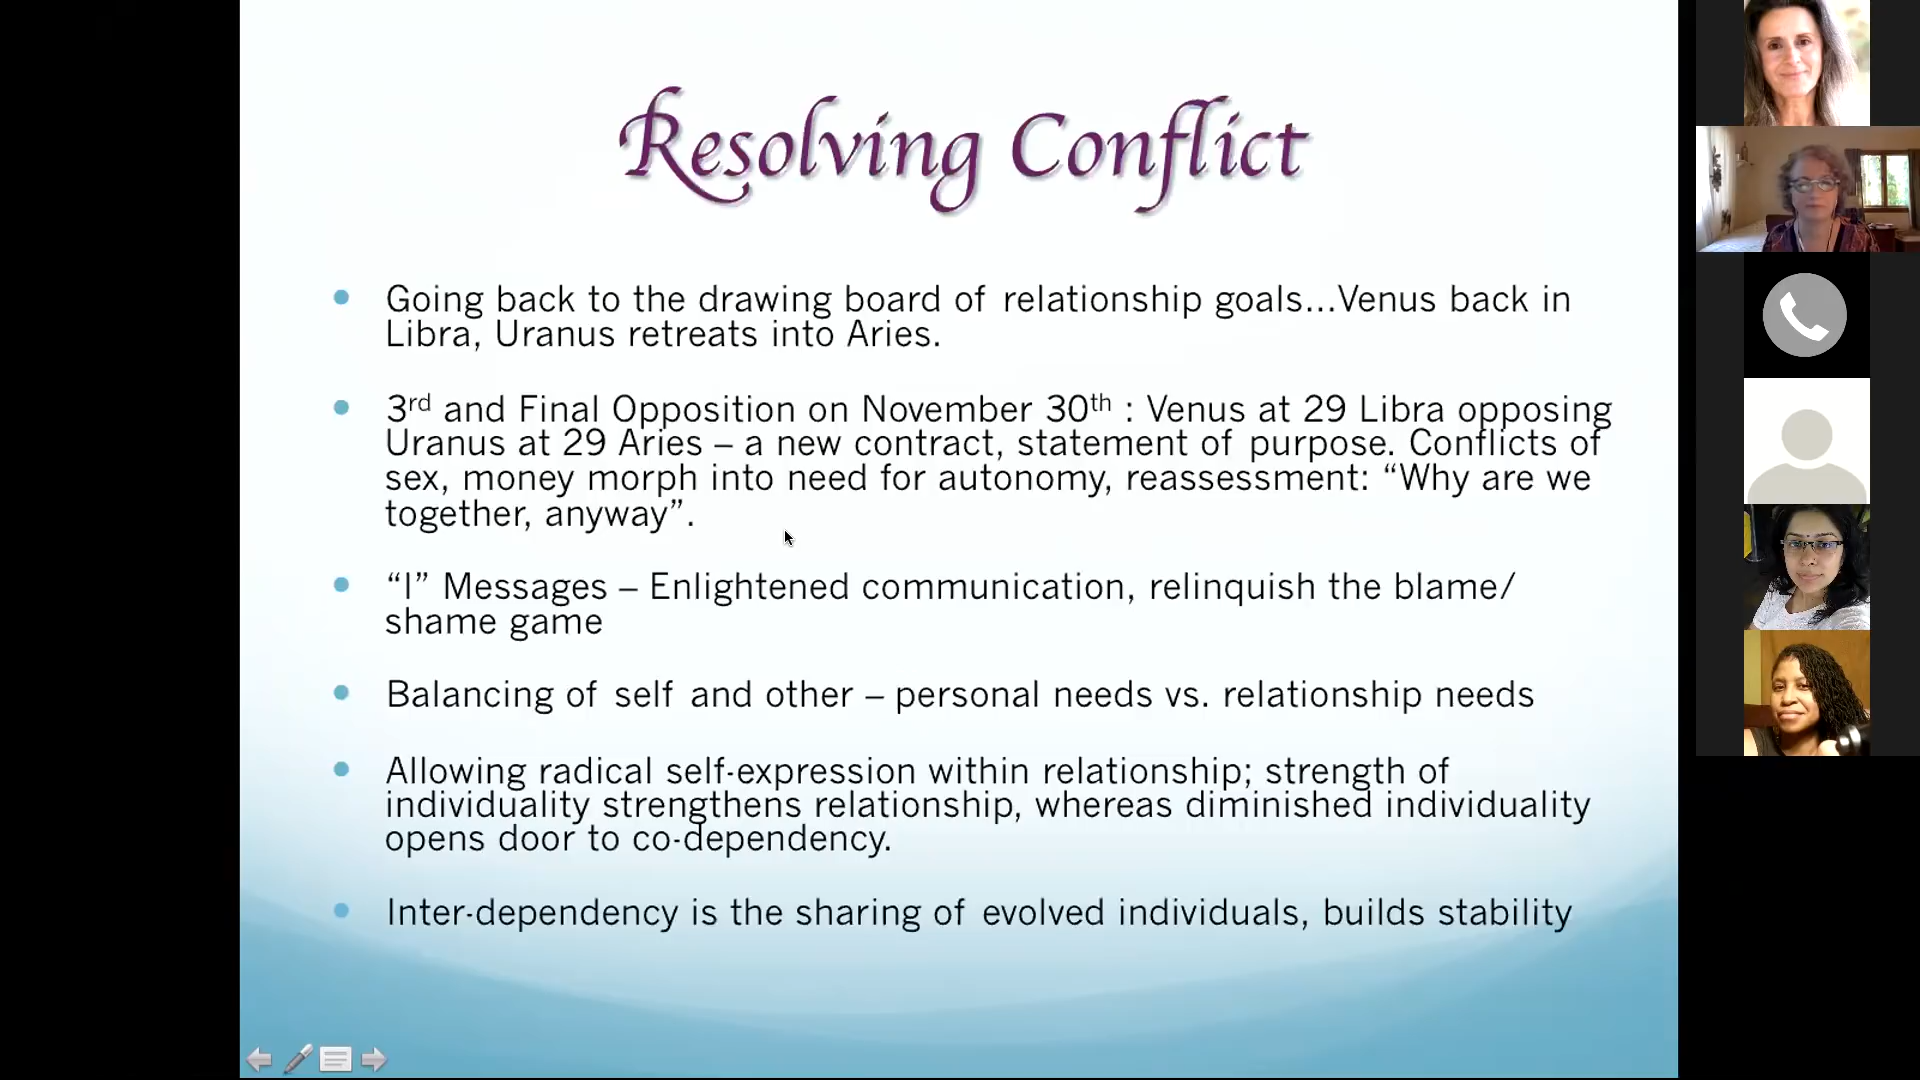 Resolving Conflict
Going back to the drawing board of relationship goals...Venus back in
Libra, Uranus retreats into Aries.
3rd and Final Opposition on November 30th : Venus at 29 Libra opposing
Uranus at 29 Aries – a new contract, statement of purpose. Conflicts of
sex, money morph into need for autonomy, reassessment: “Why are we
together, anyway”.
“I” Messages – Enlightened communication, relinquish the blame/
shame game
Balancing of self and other – personal needs vs. relationship needs
Allowing radical self-expression within relationship; strength of
individuality strengthens relationship, whereas diminished individuality
opens door to co-dependency.
Inter-dependency is the sharing of evolved individuals, builds stability